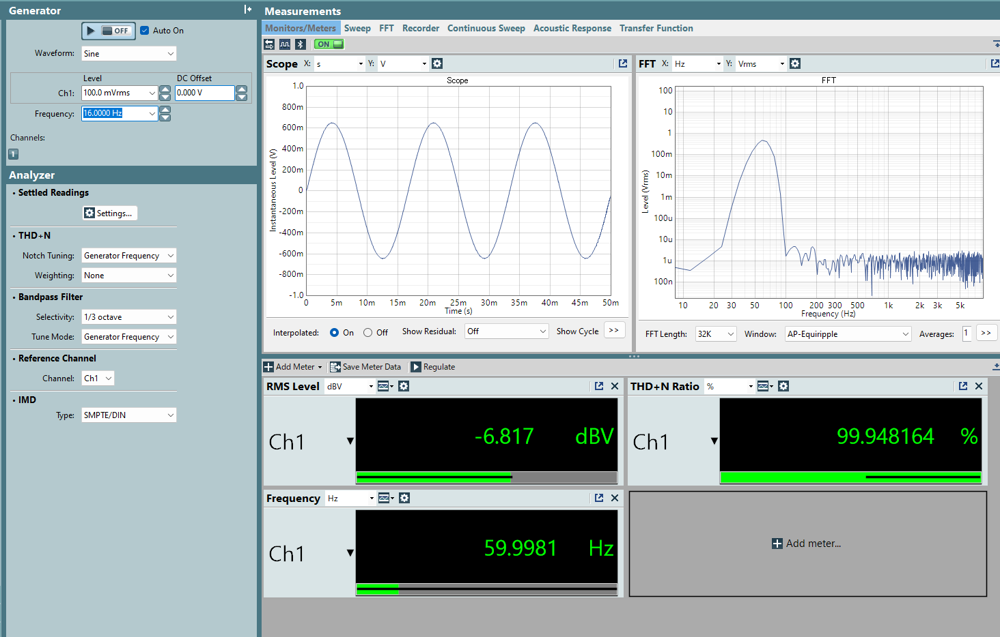 Generator
OFF
Auto On
Waveform: Sine
Level DC Offset
Ch1: 100.0 mVrms 0.000 V
Frequency: 16.0000 Hz
Channels:
1
Analyzer
• Settled Readings
Settings...
• THD+N
Notch Tuning: Generator Frequency
Weighting: None
• Bandpass Filter
Selectivity: 1/3 octave
Tune Mode: Generator Frequency
• Reference Channel
Channel: Ch1
• IMD
Type: SMPTE/DIN
Measurements
Monitors/Meters Sweep FFT Recorder Continuous Sweep Acoustic Response Transfer Function
ON
Scope X: s Y: V
Scope
Instantaneous Level (V)
1.0
800m
600m
400m
200m
0
-200m
-400m
-600m
-800m
-1.0
0 5m 10m 15m 20m 25m 30m 35m 40m 45m 50m
Time (s)
Interpolated: On Off Show Residual: Off Show Cycle >>
FFT X: Hz Y: Vrms
FFT
Level (Vrms)
100
10
1
100m
10m
1m
100u
10u
1u
100n
10 20 30 50 100 200 300 500 1k 2k 3k 5k
Frequency (Hz)
FFT Length: 32K Window: AP-Equiripple Averages: 1 >>
Add Meter Save Meter Data Regulate
RMS Level dBV
Ch1 -6.817 dBV
THD+N Ratio %
Ch1 99.948164 %
Frequency Hz
Ch1 59.9981 Hz
Add meter...